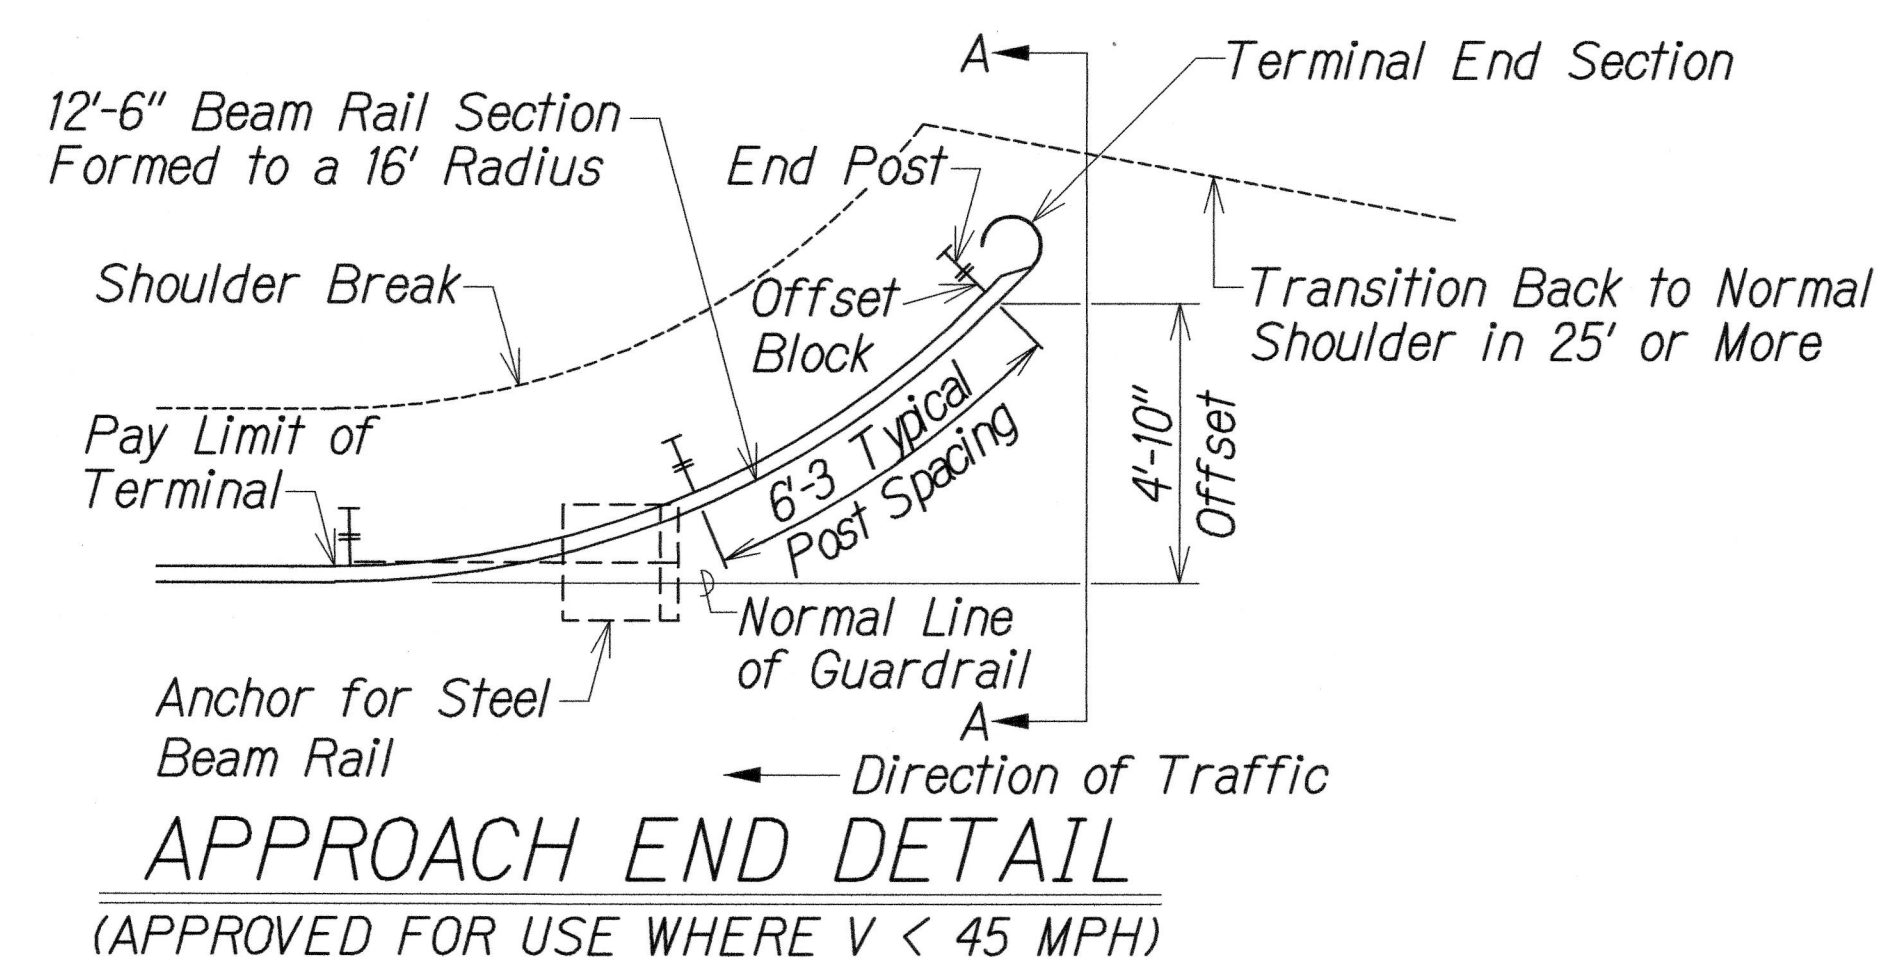 A
Terminal End Section
12'-6" Beam Rail Section
Formed to a 16' Radius
End Post
Shoulder Break
Offset
Block
Transition Back to Normal
Shoulder in 25' or More
Pay Limit of
Terminal
6'-3 Typical
Post Spacing
4'-10"
Offset
Normal Line
of Guardrail
Anchor for Steel
Beam Rail
A
Direction of Traffic
APPROACH END DETAIL
(APPROVED FOR USE WHERE V < 45 MPH)